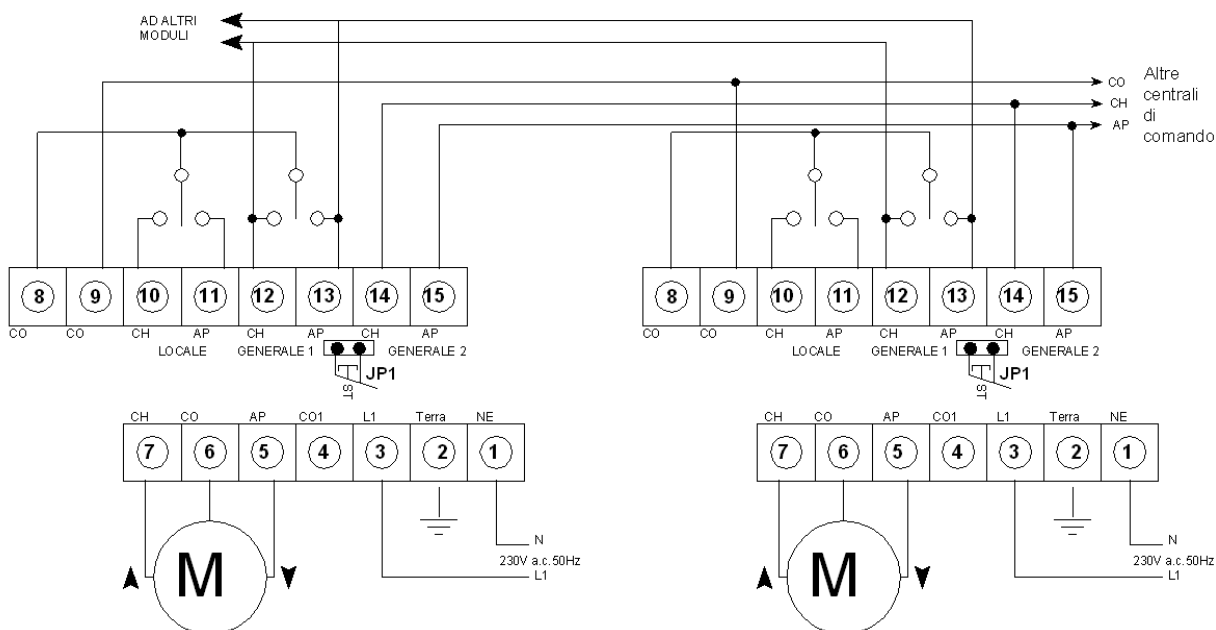 AD ALTRI
MODULI
CO
CH
AP
Altre
centrali
di
comando
8 9 10 11 12 13 14 15
CO CO CH AP CH AP CH AP
LOCALE GENERALE 1 GENERALE 2
JP1
ST
CH CO AP CO1 L1 Terra NE
7 6 5 4 3 2 1
M
N
230V a.c.50Hz
L1
8 9 10 11 12 13 14 15
CO CO CH AP CH AP CH AP
LOCALE GENERALE 1 GENERALE 2
JP1
ST
CH CO AP CO1 L1 Terra NE
7 6 5 4 3 2 1
M
N
230V a.c.50Hz
L1